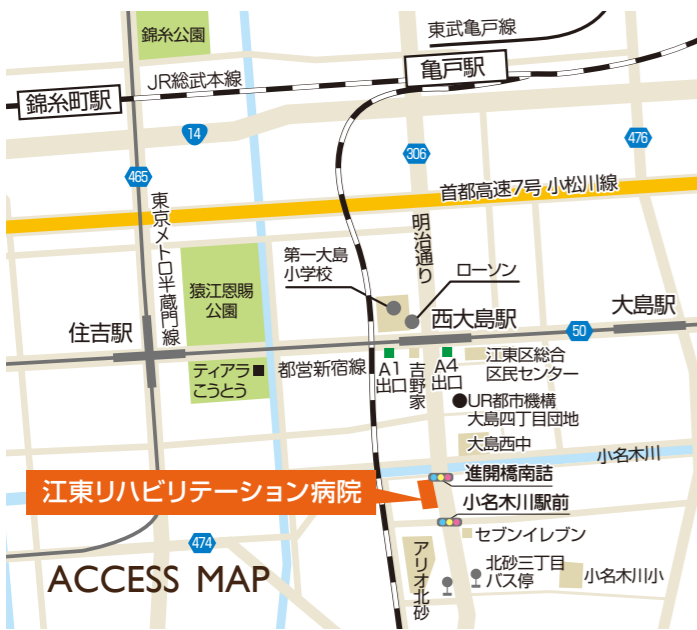 東武亀戸線
錦糸公園
JR総武本線
亀戸駅
錦糸町駅
14
306
476
465
首都高速7号 小松川線
東京メトロ半蔵門線
明治通り
第一大島
小学校
ローソン
猿江恩賜
公園
住吉駅
西大島駅
大島駅
50
ティアラ
こうとう
都営新宿線
A1
出口
吉野家
A4
出口
江東区総合
区民センター
UR都市機構
大島四丁目団地
大島西中
小名木川
進開橋南詰
江東リハビリテーション病院
小名木川駅前
セブンイレブン
474
アリオ北砂
北砂三丁目
バス停
小名木川小
ACCESS MAP